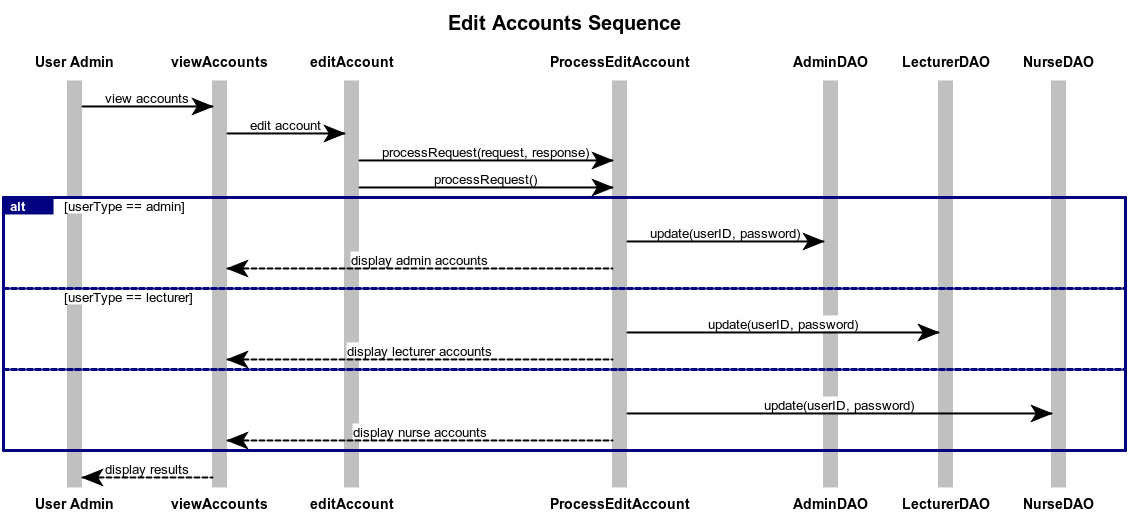 Edit Accounts Sequence
User Admin viewAccounts editAccount ProcessEditAccount AdminDAO LecturerDAO NurseDAO
view accounts
edit account
processRequest(request, response)
processRequest()
alt [userType == admin]
update(userID, password)
display admin accounts
[userType == lecturer]
update(userID, password)
display lecturer accounts
update(userID, password)
display nurse accounts
display results
User Admin viewAccounts editAccount ProcessEditAccount AdminDAO LecturerDAO NurseDAO